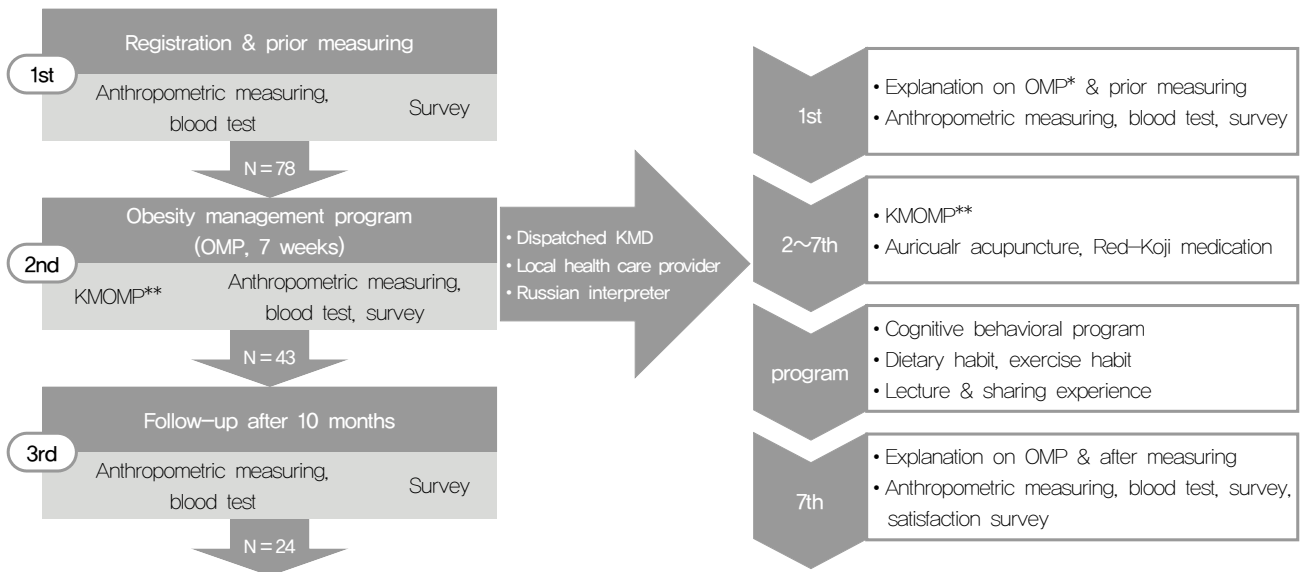 Registration & prior measuring
1st
Anthropometric measuring,
blood test
Survey
N=78
Obesity management program
(OMP, 7 weeks)
2nd
KMOMP**
Anthropometric measuring,
blood test, survey
N=43
Follow-up after 10 months
3rd
Anthropometric measuring,
blood test
Survey
N=24
• Dispatched KMD
• Local health care provider
• Russian interpreter
1st
• Explanation on OMP* & prior measuring
• Anthropometric measuring, blood test, survey
2~7th
• KMOMP**
• Auricualr acupuncture, Red-Koji medication
program
• Cognitive behavioral program
• Dietary habit, exercise habit
• Lecture & sharing experience
7th
• Explanation on OMP & after measuring
• Anthropometric measuring, blood test, survey,
satisfaction survey